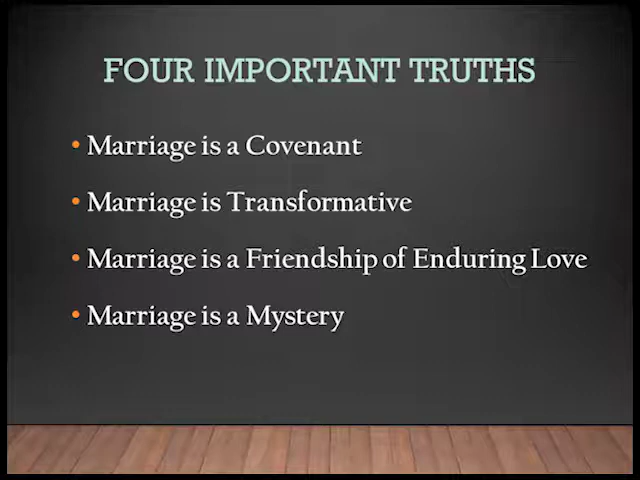 FOUR IMPORTANT TRUTHS
• Marriage is a Covenant
• Marriage is Transformative
• Marriage is a Friendship of Enduring Love
• Marriage is a Mystery